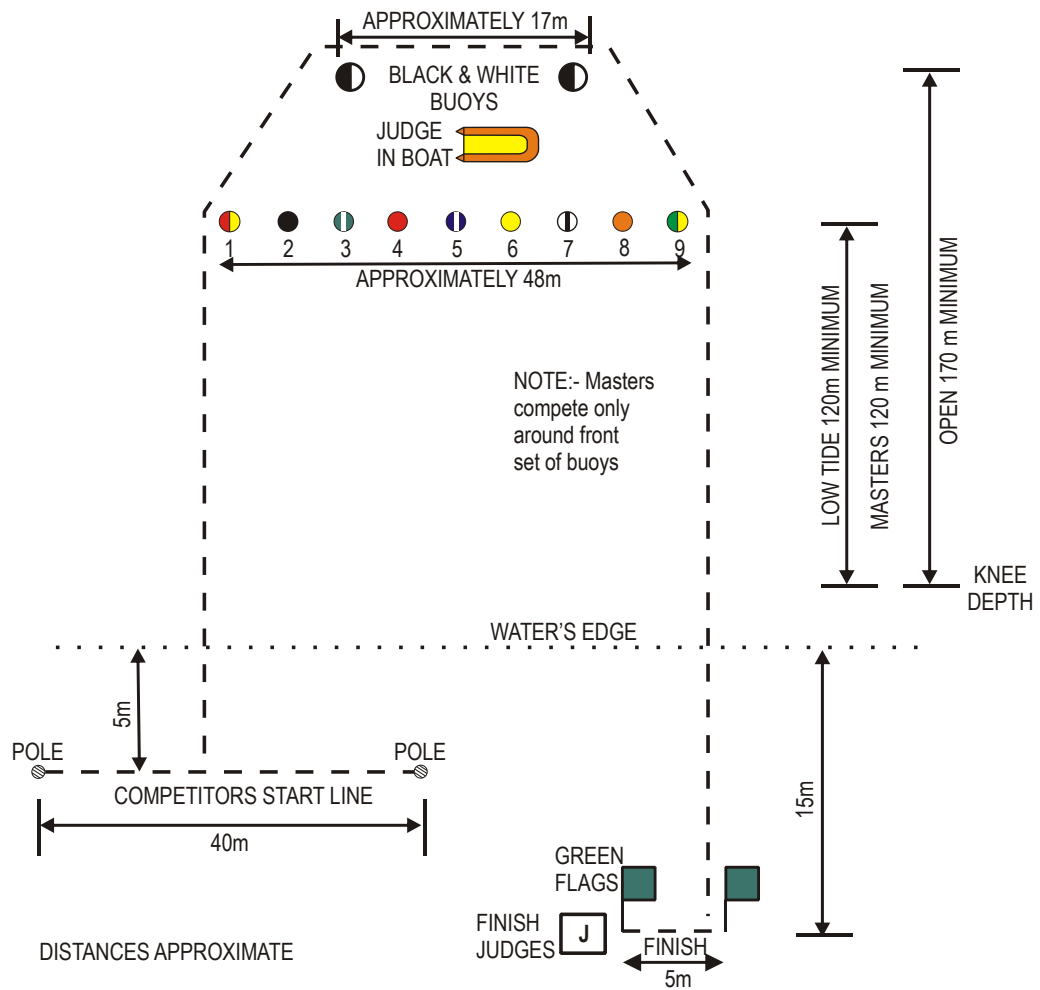 APPROXIMATELY 17m
BLACK & WHITE
BUOYS
JUDGE
IN BOAT
1 2 3 4 5 6 7 8 9
APPROXIMATELY 48m
NOTE:- Masters
compete only
around front
set of buoys
LOW TIDE 120m MINIMUM
MASTERS 120 m MINIMUM
OPEN 170 m MINIMUM
KNEE
DEPTH
WATER'S EDGE
5m
POLE
POLE
COMPETITORS START LINE
40m
15m
GREEN
FLAGS
FINISH
JUDGES
J
FINISH
5m
DISTANCES APPROXIMATE